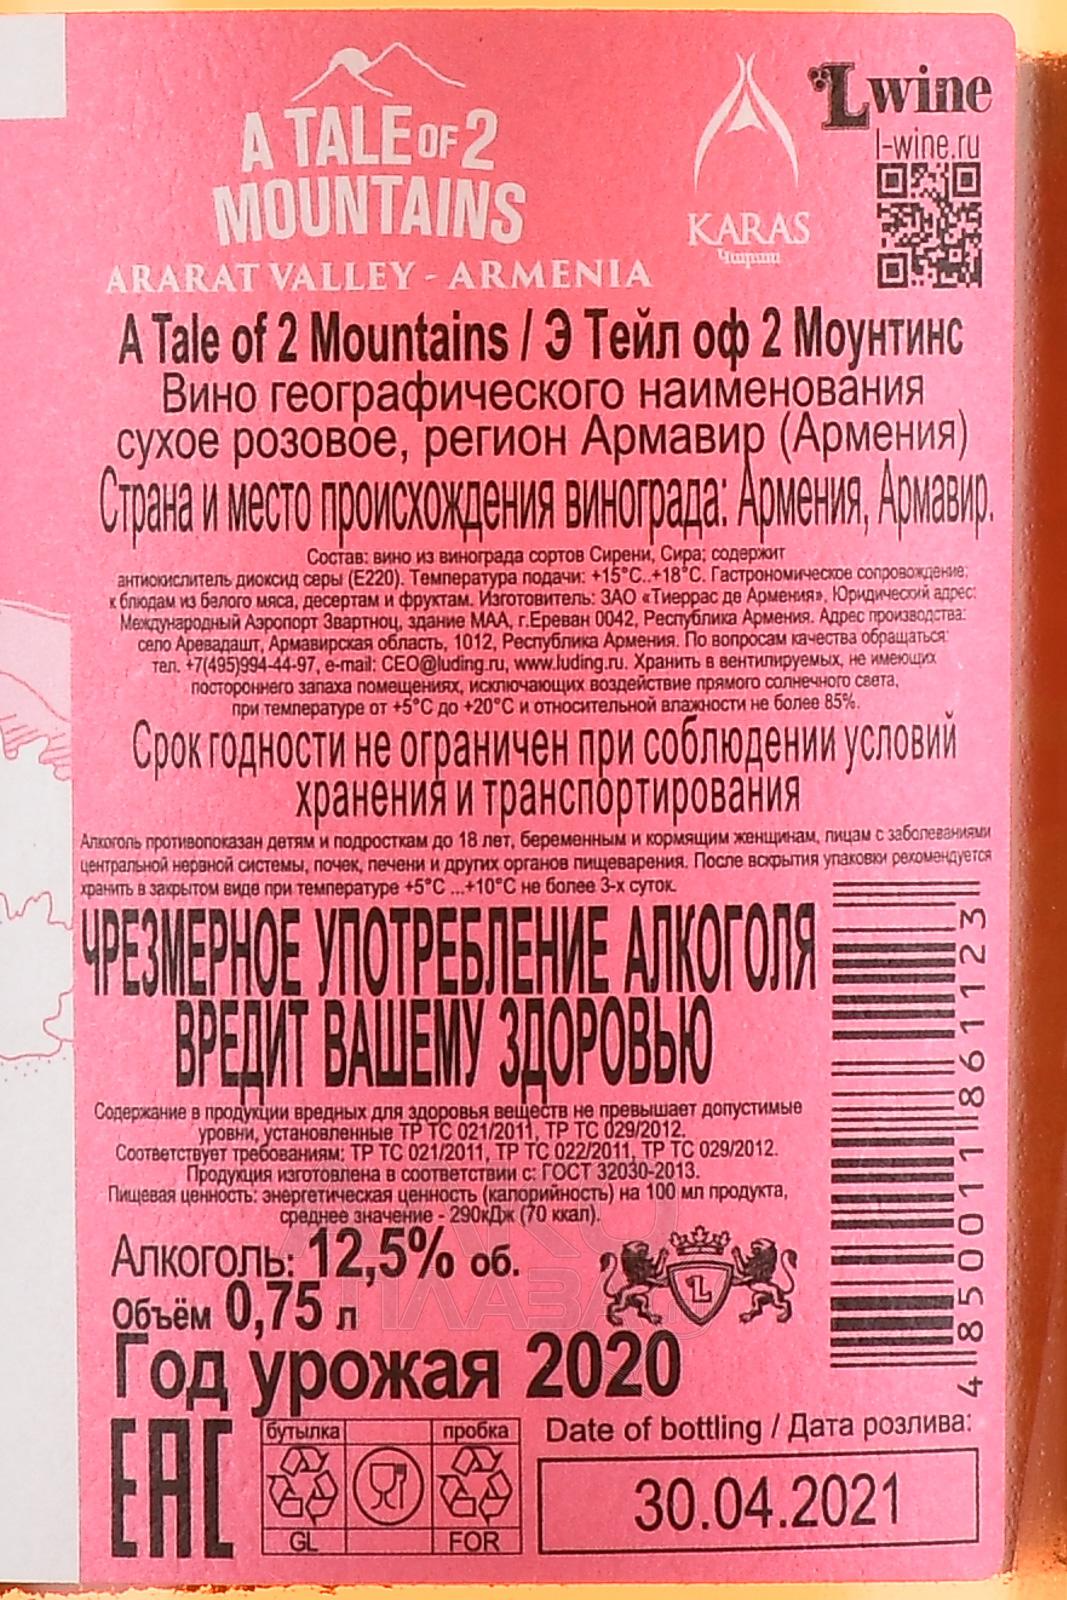 A TALE OF 2
MOUNTAINS
ARARAT VALLEY - ARMENIA
KARAS
Lwine
l-wine.ru
A Tale of 2 Mountains / Э Тейл оф 2 Моунтинс
Вино географического наименования
сухое розовое, регион Армавир (Армения)
Страна и место происхождения винограда: Армения, Армавир.
Состав: вино из винограда сортов Сирени, Сира; содержит
антиокислитель диоксид серы (Е220). Температура подачи: +15°С..+18°С. Гастрономическое сопровождение:
к блюдам из белого мяса, десертам и фруктам. Изготовитель: ЗАО «Тиеррас де Армения». Юридический адрес:
Международный Аэропорт Звартноц, здание МАА, г.Ереван 0042, Республика Армения. Адрес производства:
село Аревадашт, Армавирская область, 1012, Республика Армения. По вопросам качества обращаться:
тел. +7(495)994-44-97, e-mail: CEO@luding.ru, www.luding.ru. Хранить в вентилируемых, не имеющих
постороннего запаха помещениях, исключающих воздействие прямого солнечного света,
при температуре от +5°С до +20°С и относительной влажности не более 85%.
Срок годности не ограничен при соблюдении условий
хранения и транспортирования
Алкоголь противопоказан детям и подросткам до 18 лет, беременным и кормящим женщинам, лицам с заболеваниями
центральной нервной системы, почек, печени и других органов пищеварения. После вскрытия упаковки рекомендуется
хранить в закрытом виде при температуре +5°С ...+10°С не более 3-х суток.
ЧРЕЗМЕРНОЕ УПОТРЕБЛЕНИЕ АЛКОГОЛЯ
ВРЕДИТ ВАШЕМУ ЗДОРОВЬЮ
Содержание в продукции вредных для здоровья веществ не превышает допустимые
уровни, установленные ТР ТС 021/2011, ТР ТС 029/2012.
Соответствует требованиям: ТР ТС 021/2011, ТР ТС 022/2011, ТР ТС 029/2012.
Продукция изготовлена в соответствии с: ГОСТ 32030-2013.
Пищевая ценность: энергетическая ценность (калорийность) на 100 мл продукта,
среднее значение - 290кДж (70 ккал).
Алкоголь: 12,5% об.
Объём 0,75 л
L
Год урожая 2020
4 850011 861123
EAC
бутылка
пробка
GL
FOR
Date of bottling / Дата розлива:
30.04.2021